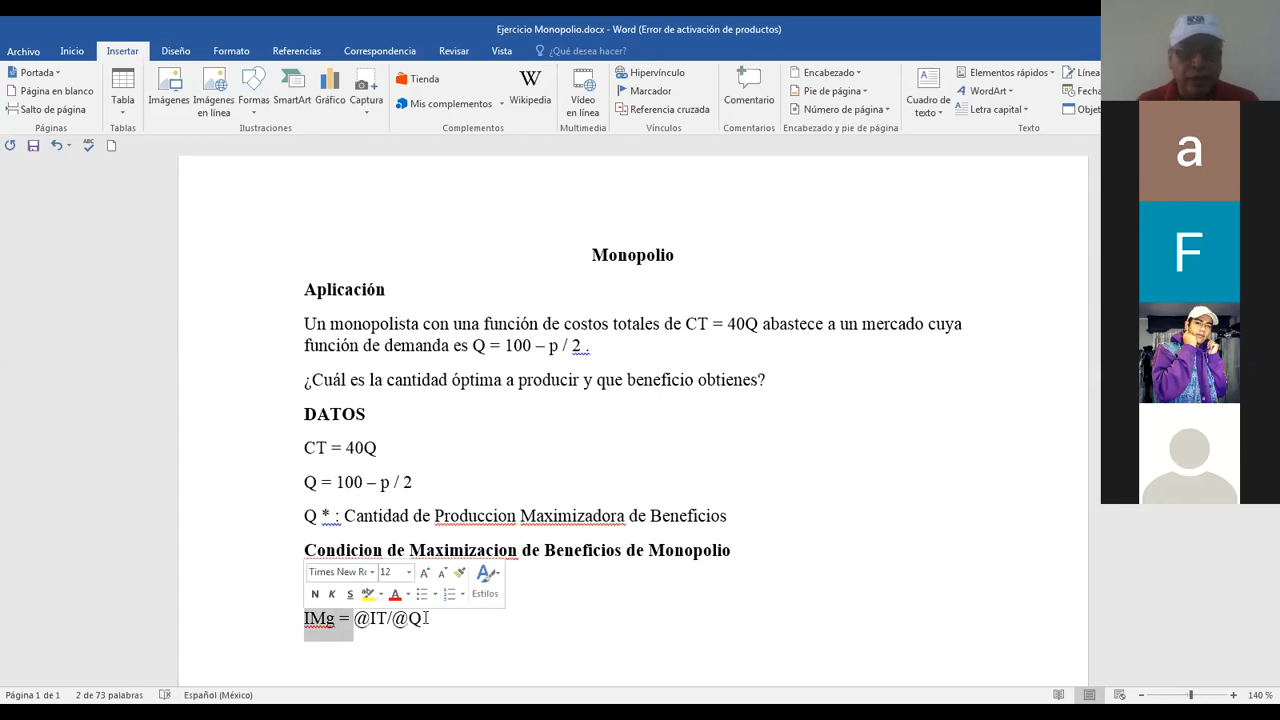 Ejercicio Monopolio.docx - Word (Error de activación de productos)
Archivo Inicio Insertar Diseño Formato Referencias Correspondencia Revisar Vista ¿Qué desea hacer?
Portada
Página en blanco
Salto de página
Páginas
Tabla
Tablas
Imágenes
Imágenes en línea
Formas
SmartArt
Gráfico
Captura
Ilustraciones
Tienda
Mis complementos
W
Wikipedia
Complementos
Vídeo en línea
Multimedia
Hipervínculo
Marcador
Referencia cruzada
Vínculos
Comentario
Comentarios
Encabezado
Pie de página
Número de página
Encabezado y pie de página
Cuadro de texto
Elementos rápidos
WordArt
Letra capital
Línea
Fecha
Objet
Texto
a
F
Monopolio
Aplicación
Un monopolista con una función de costos totales de CT = 40Q abastece a un mercado cuya
función de demanda es Q = 100 – p / 2 .
¿Cuál es la cantidad óptima a producir y que beneficio obtienes?
DATOS
CT = 40Q
Q = 100 – p / 2
Q * : Cantidad de Produccion Maximizadora de Beneficios
Condicion de Maximizacion de Beneficios de Monopolio
Times New Ro 12
N K S A Estilos
IMg = @IT/@Q
Página 1 de 1 2 de 73 palabras Español (México) 140 %